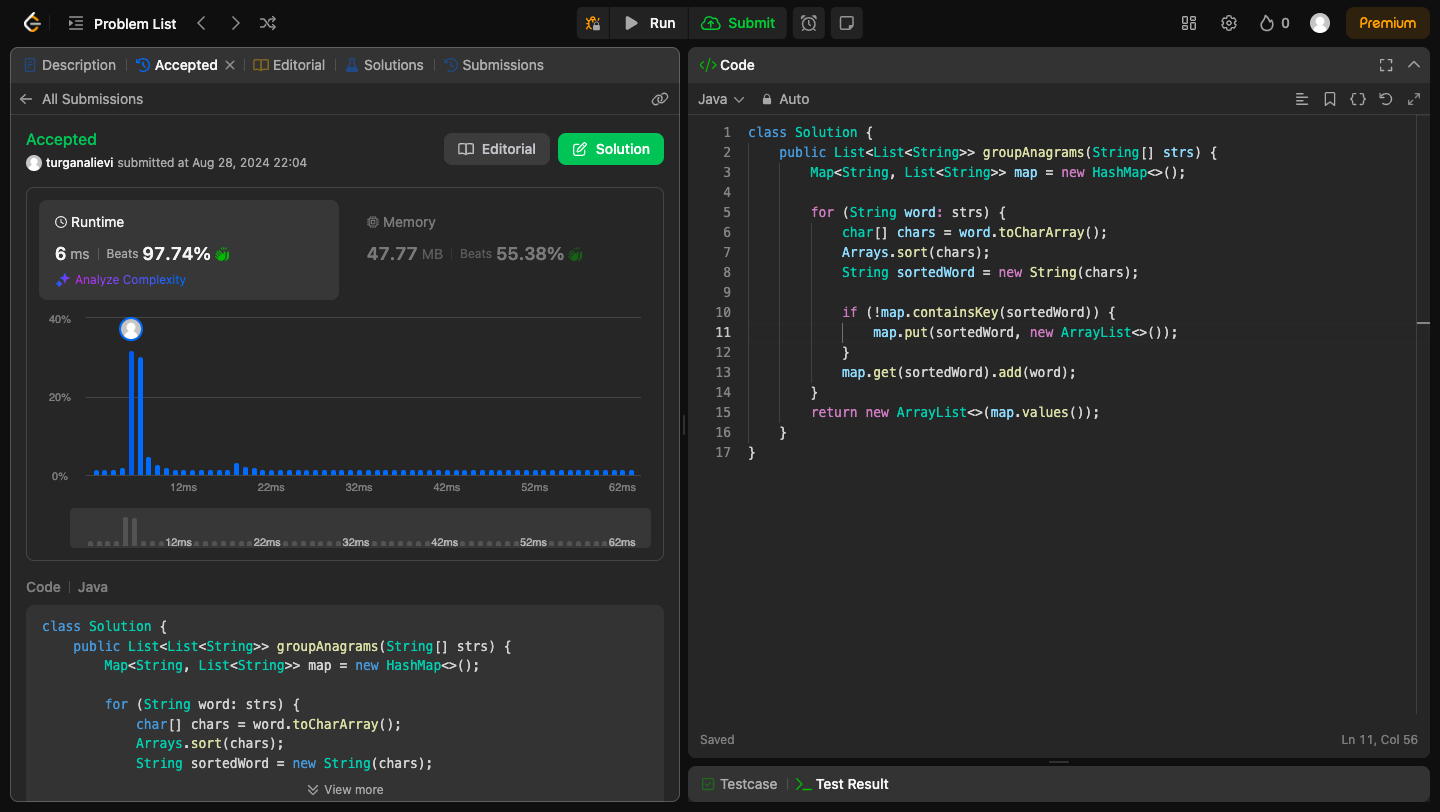 Problem List
Run
Submit
0
Premium
Description
Accepted
Editorial
Solutions
Submissions
All Submissions
Accepted
turganalievi submitted at Aug 28, 2024 22:04
Editorial
Solution
Runtime
6 ms | Beats 97.74%
Analyze Complexity
Memory
47.77 MB | Beats 55.38%
40%
20%
0%
12ms 22ms 32ms 42ms 52ms 62ms
12ms 22ms 32ms 42ms 52ms 62ms
Code | Java
class Solution {
    public List<List<String>> groupAnagrams(String[] strs) {
        Map<String, List<String>> map = new HashMap<>();
        for (String word: strs) {
            char[] chars = word.toCharArray();
            Arrays.sort(chars);
            String sortedWord = new String(chars);
View more
</> Code
Java
Auto
1 class Solution {
2     public List<List<String>> groupAnagrams(String[] strs) {
3         Map<String, List<String>> map = new HashMap<>();
4
5         for (String word: strs) {
6             char[] chars = word.toCharArray();
7             Arrays.sort(chars);
8             String sortedWord = new String(chars);
9
10             if (!map.containsKey(sortedWord)) {
11                 map.put(sortedWord, new ArrayList<>());
12             }
13             map.get(sortedWord).add(word);
14         }
15         return new ArrayList<>(map.values());
16     }
17 }
Saved
Ln 11, Col 56
Testcase
Test Result